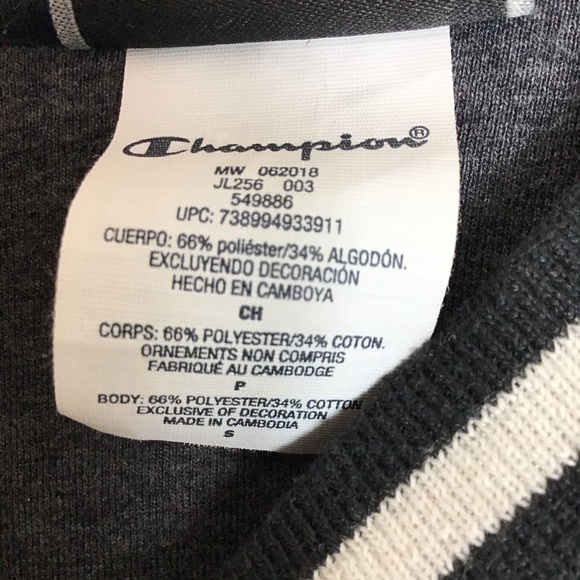 Champion®
MW 062018
JL256 003
549886
UPC: 738994933911
CUERPO: 66% poliéster/34% ALGODÓN.
EXCLUYENDO DECORACIÓN
HECHO EN CAMBOYA
CH
CORPS: 66% POLYESTER/34% COTON.
ORNEMENTS NON COMPRIS
FABRIQUÉ AU CAMBODGE
P
BODY: 66% POLYESTER/34% COTTON
EXCLUSIVE OF DECORATION
MADE IN CAMBODIA
S